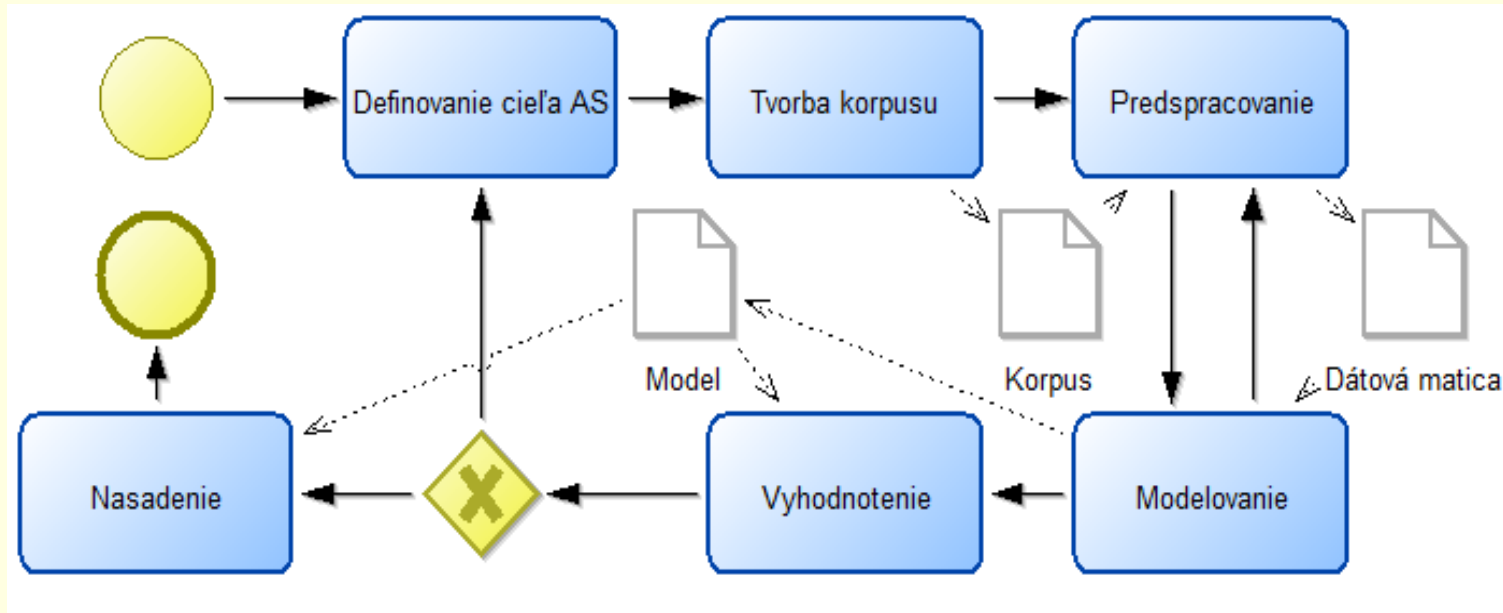 Definovanie cieľa AS
Tvorba korpusu
Predspracovanie
Model
Korpus
Dátová matica
Nasadenie
Vyhodnotenie
Modelovanie